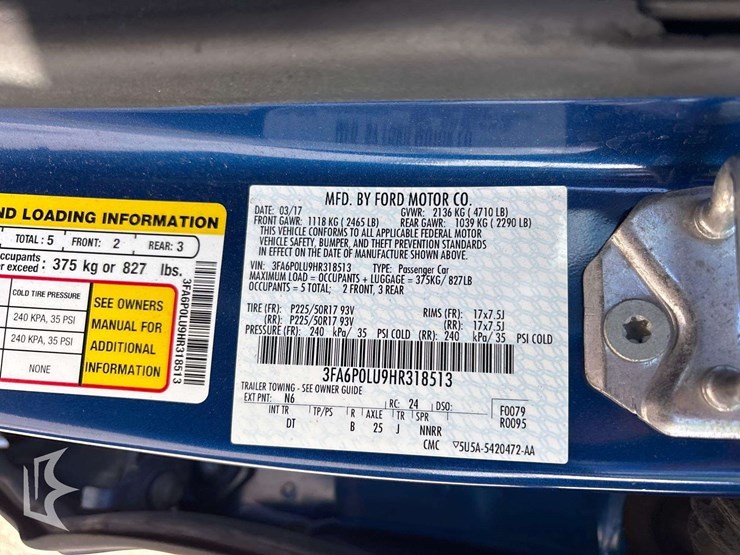 ND LOADING INFORMATION
TOTAL: 5 FRONT: 2 REAR: 3
ccupants
er exceed : 375 kg or 827 lbs.
COLD TIRE PRESSURE
240 KPA, 35 PSI
240 KPA, 35 PSI
NONE
SEE OWNERS
MANUAL FOR
ADDITIONAL
INFORMATION
3FA6P0LU9HR318513
MFD. BY FORD MOTOR CO.
DATE: 03/17 GVWR: 2136 KG ( 4710 LB)
FRONT GAWR: 1118 KG ( 2465 LB) REAR GAWR: 1039 KG ( 2290 LB)
THIS VEHICLE CONFORMS TO ALL APPLICABLE FEDERAL MOTOR
VEHICLE SAFETY, BUMPER, AND THEFT PREVENTION STANDARDS
IN EFFECT ON THE DATE OF MANUFACTURE SHOWN ABOVE.
VIN: 3FA6P0LU9HR318513 TYPE: Passenger Car
MAXIMUM LOAD = OCCUPANTS + LUGGAGE = 375KG/ 827LB
OCCUPANTS = 5 TOTAL: 2 FRONT, 3 REAR
TIRE (FR): P225/50R17 93V RIMS (FR): 17x7.5J
(RR): P225/50R17 93V (RR): 17x7.5J
PRESSURE (FR): 240 kPa/ 35 PSI COLD (RR): 240 kPa/ 35 PSI COLD
3FA6P0LU9HR318513
TRAILER TOWING - SEE OWNER GUIDE
EXT PNT: N6 RC: 24 DSO: F0079
R0095
INT TR TP/PS R AXLE TR SPR
DT B 25 J NNRR
CMC ▽5U5A-5420472-AA